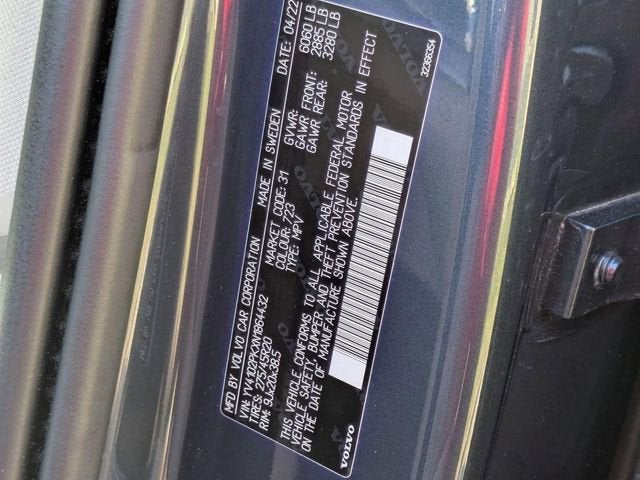 MFD BY VOLVO CAR CORPORATION MADE IN SWEDEN DATE: 04/22
VIN: YV4102PKXN1864432 MARKET CODE: 31 GVWR: 6060 LB
TIRES: 275/45R20 COLOUR: 723 GAWR FRONT: 2885 LB
RIM: 9Jx20x38.5 TYPE: MPV GAWR REAR: 3280 LB
THIS VEHICLE CONFORMS TO ALL APPLICABLE FEDERAL MOTOR
VEHICLE SAFETY, BUMPER AND THEFT PREVENTION STANDARDS IN EFFECT
ON THE DATE OF MANUFACTURE SHOWN ABOVE.
VOLVO
32366354